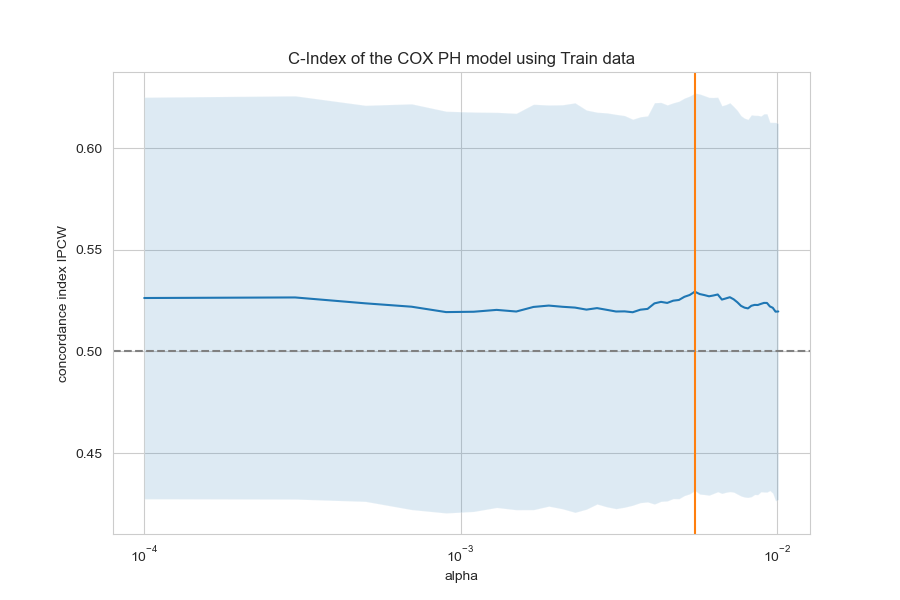 C-Index of the COX PH model using Train data
concordance index IPCW
0.60
0.55
0.50
0.45
10⁻⁴
10⁻³
10⁻²
alpha